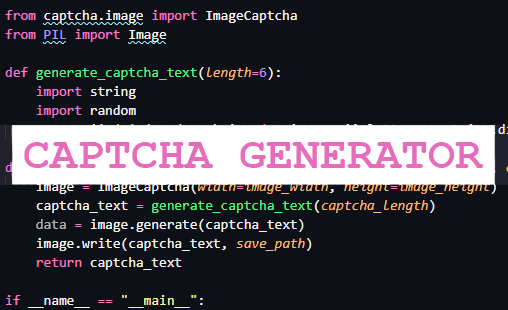 from captcha.image import ImageCaptcha
from PIL import Image
def generate_captcha_text(length=6):
import string
import random
CAPTCHA GENERATOR
image = ImageCaptcha(width=image_width, height=image_height)
captcha_text = generate_captcha_text(captcha_length)
data = image.generate(captcha_text)
image.write(captcha_text, save_path)
return captcha_text
if __name__ == "__main__":